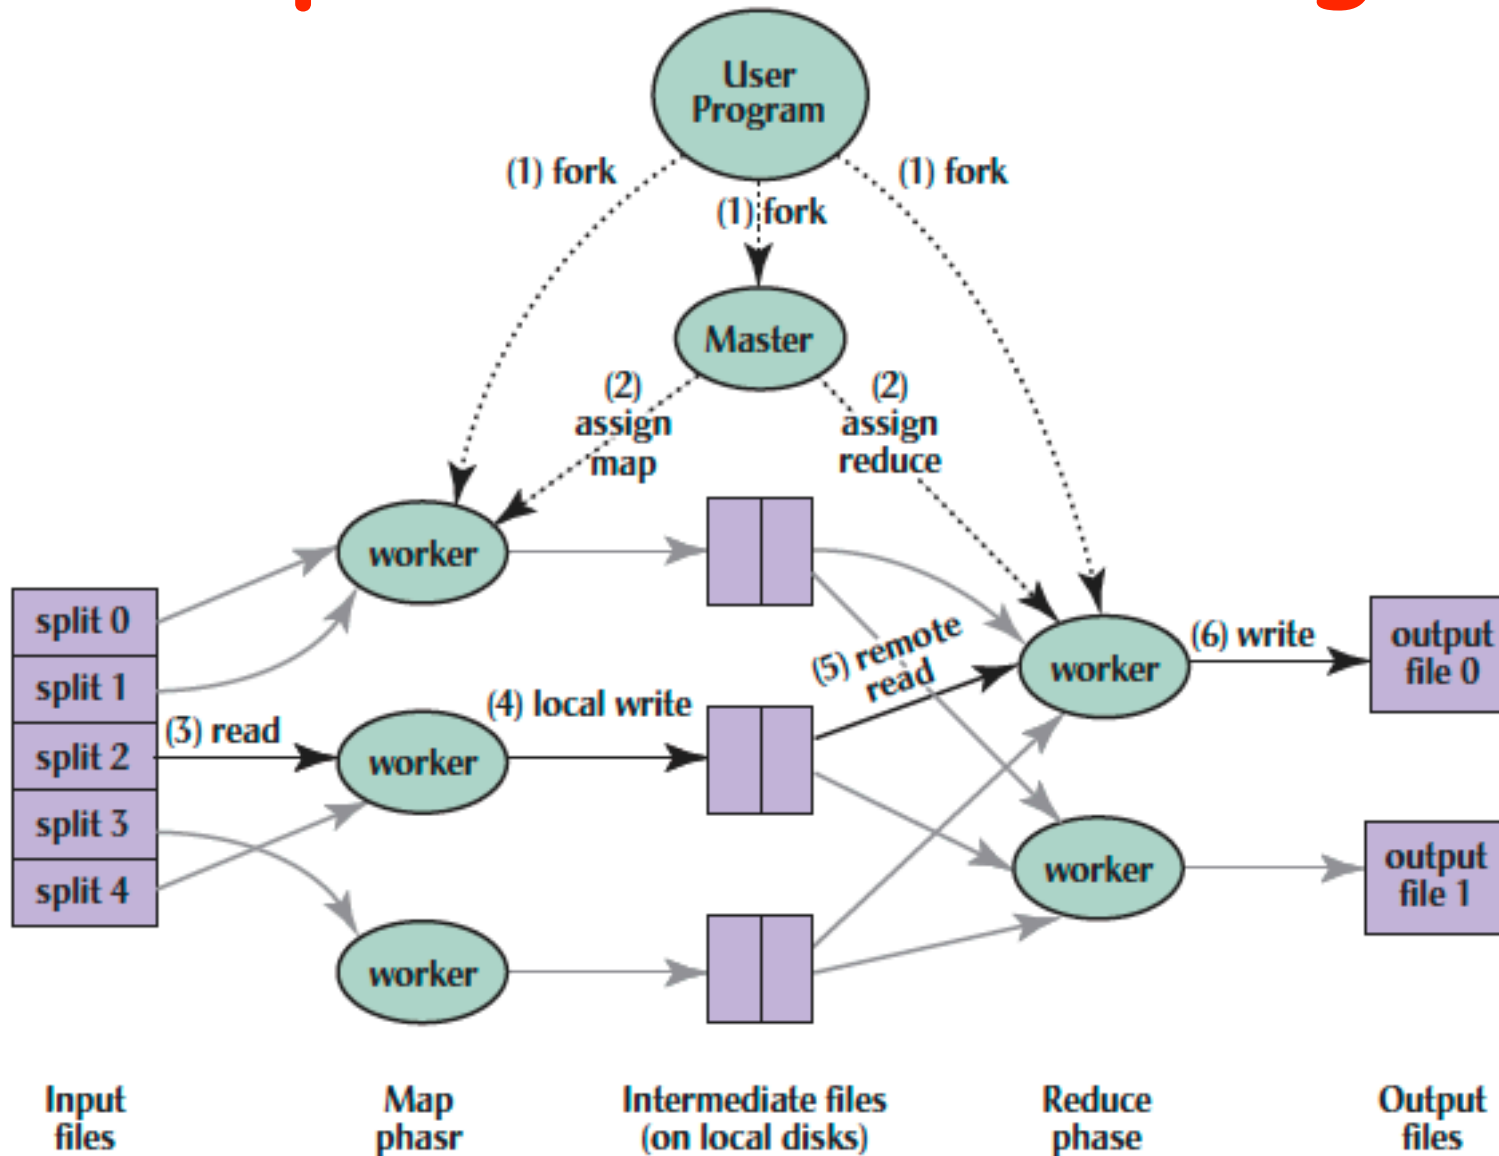 User
Program
(1) fork
(1) fork
(1) fork
Master
(2)
assign
map
(2)
assign
reduce
worker
split 0
split 1
split 2
split 3
split 4
(3) read
worker
(4) local write
worker
(5) remote
read
worker
(6) write
output
file 0
worker
output
file 1
Input
files
Map
phasr
Intermediate files
(on local disks)
Reduce
phase
Output
files